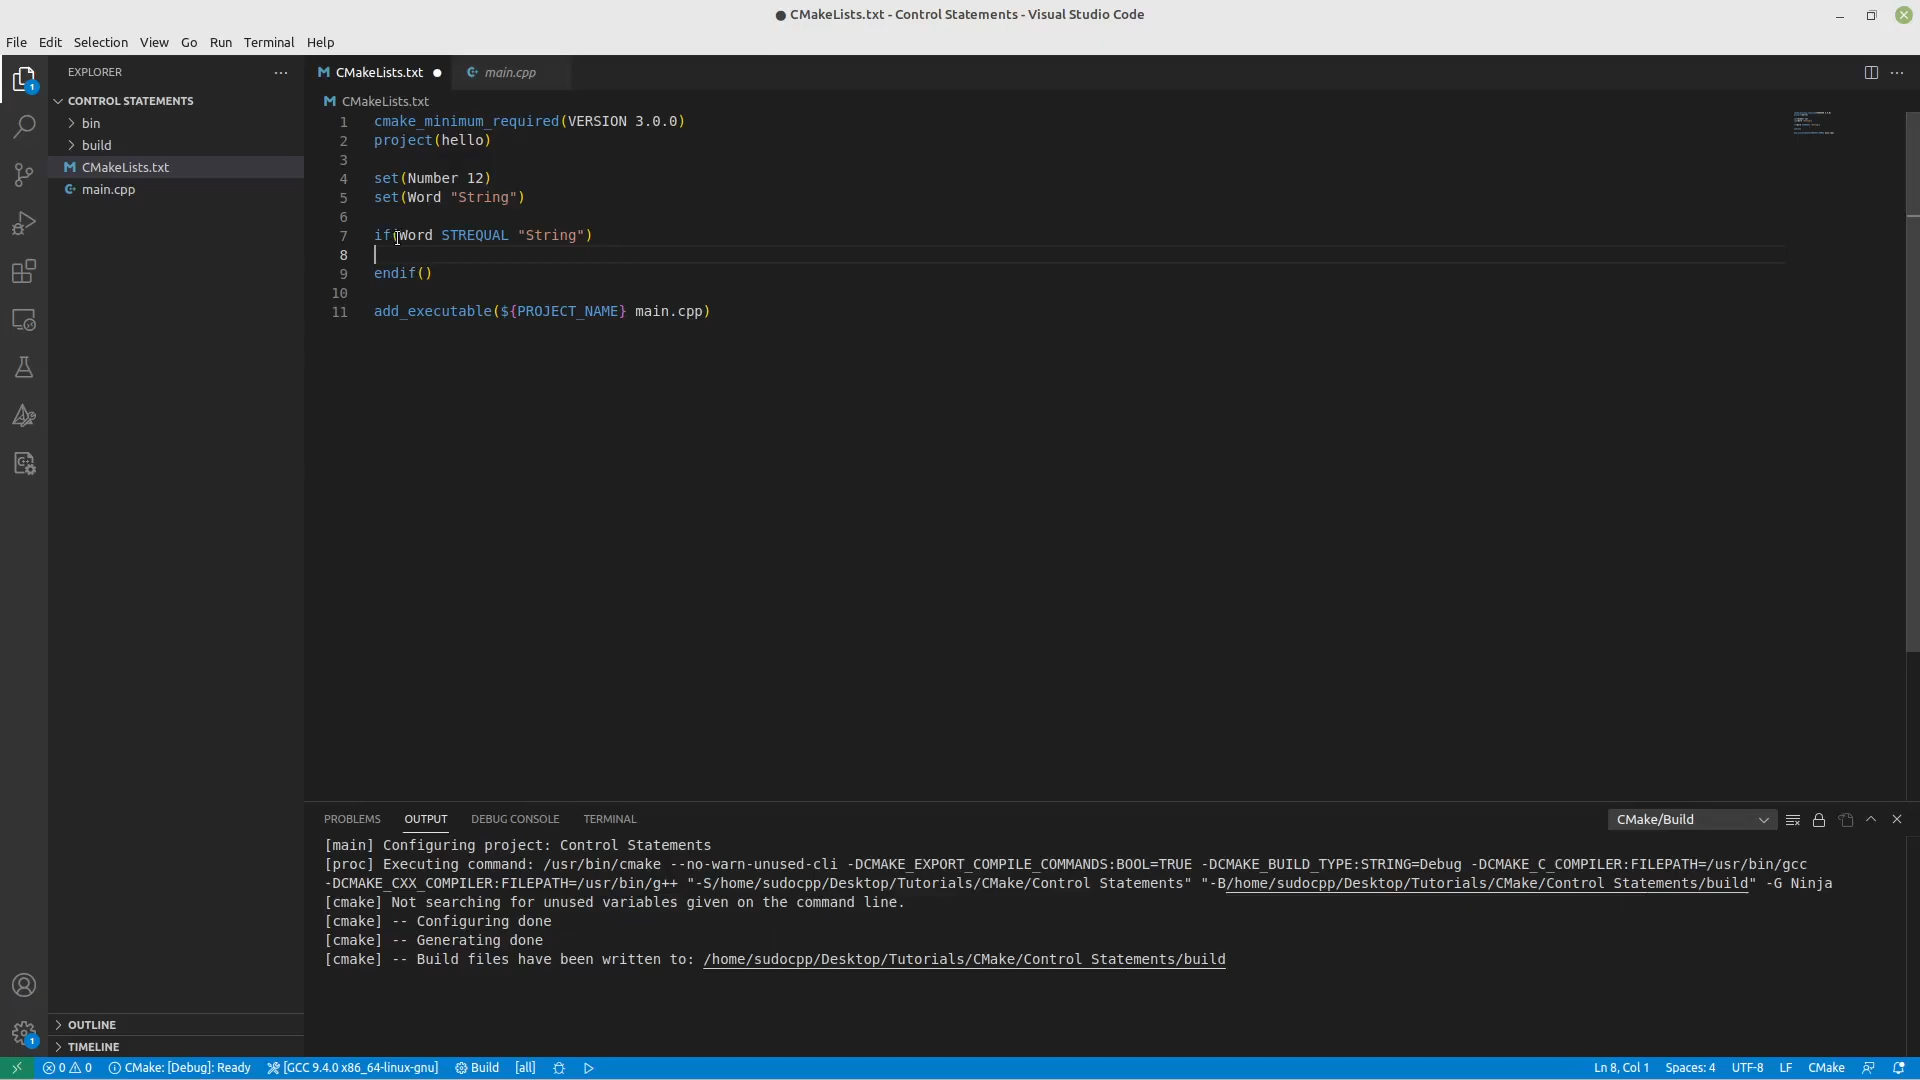 ● CMakeLists.txt - Control Statements - Visual Studio Code
File Edit Selection View Go Run Terminal Help
EXPLORER
CONTROL STATEMENTS
bin
build
CMakeLists.txt
main.cpp
OUTLINE
TIMELINE
1
1
CMakeLists.txt ● main.cpp
CMakeLists.txt
1 cmake_minimum_required(VERSION 3.0.0)
2 project(hello)
3
4 set(Number 12)
5 set(Word "String")
6
7 if(Word STREQUAL "String")
8
9 endif()
10
11 add_executable(${PROJECT_NAME} main.cpp)
PROBLEMS OUTPUT DEBUG CONSOLE TERMINAL CMake/Build
[main] Configuring project: Control Statements
[proc] Executing command: /usr/bin/cmake --no-warn-unused-cli -DCMAKE_EXPORT_COMPILE_COMMANDS:BOOL=TRUE -DCMAKE_BUILD_TYPE:STRING=Debug -DCMAKE_C_COMPILER:FILEPATH=/usr/bin/gcc
-DCMAKE_CXX_COMPILER:FILEPATH=/usr/bin/g++ "-S/home/sudocpp/Desktop/Tutorials/CMake/Control Statements" "-B/home/sudocpp/Desktop/Tutorials/CMake/Control Statements/build" -G Ninja
[cmake] Not searching for unused variables given on the command line.
[cmake] -- Configuring done
[cmake] -- Generating done
[cmake] -- Build files have been written to: /home/sudocpp/Desktop/Tutorials/CMake/Control Statements/build
0 0 CMake: [Debug]: Ready [GCC 9.4.0 x86_64-linux-gnu] Build [all] Ln 8, Col 1 Spaces: 4 UTF-8 LF CMake